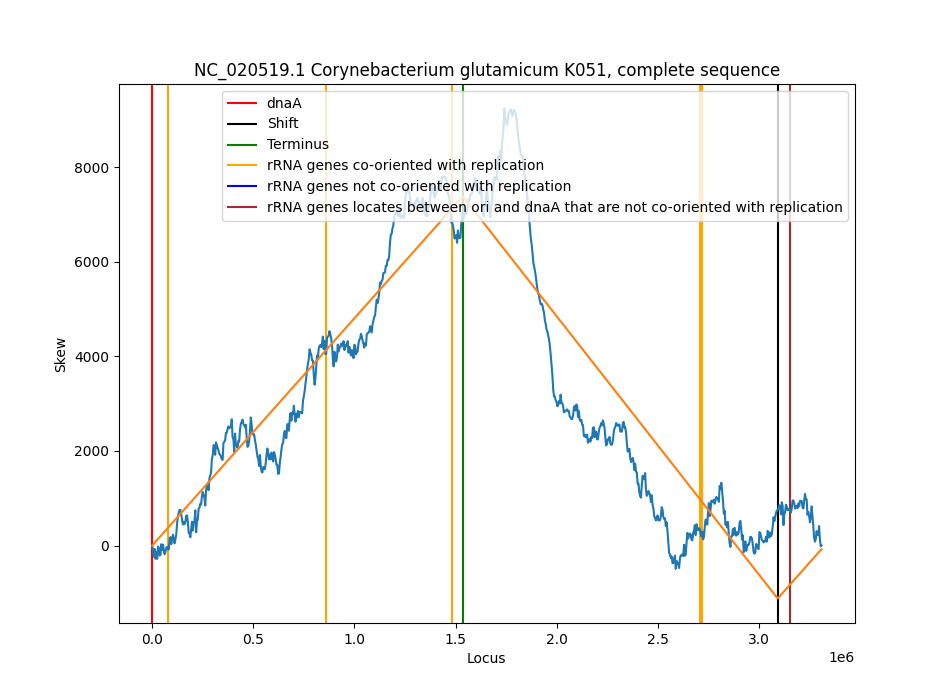 NC_020519.1 Corynebacterium glutamicum K051, complete sequence
dnaA
Shift
Terminus
rRNA genes co-oriented with replication
rRNA genes not co-oriented with replication
rRNA genes locates between ori and dnaA that are not co-oriented with replication
8000
6000
4000
2000
0
Skew
0.0 0.5 1.0 1.5 2.0 2.5 3.0
1e6
Locus